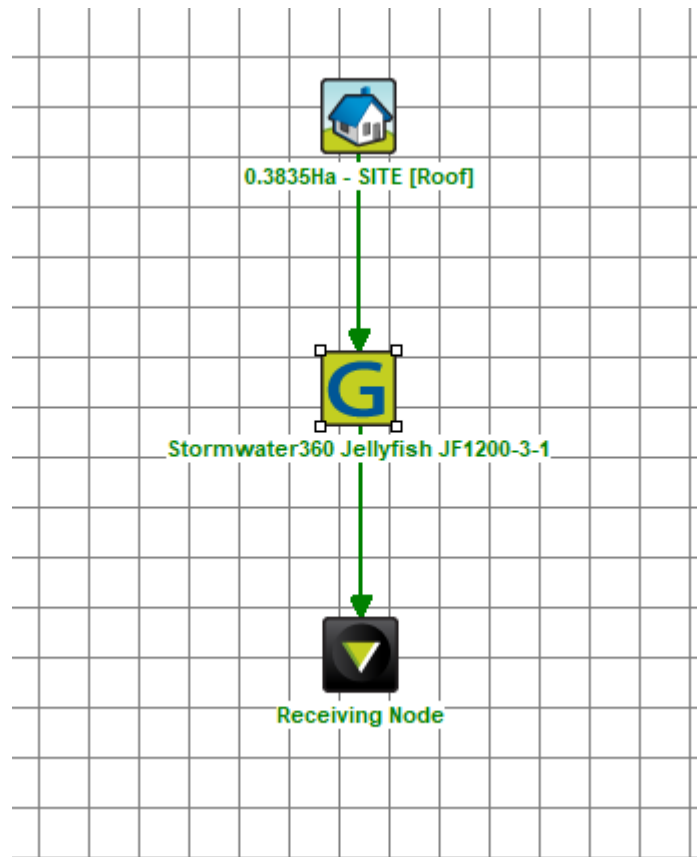 0.3835Ha - SITE [Roof]
G
Stormwater360 Jellyfish JF1200-3-1
Receiving Node